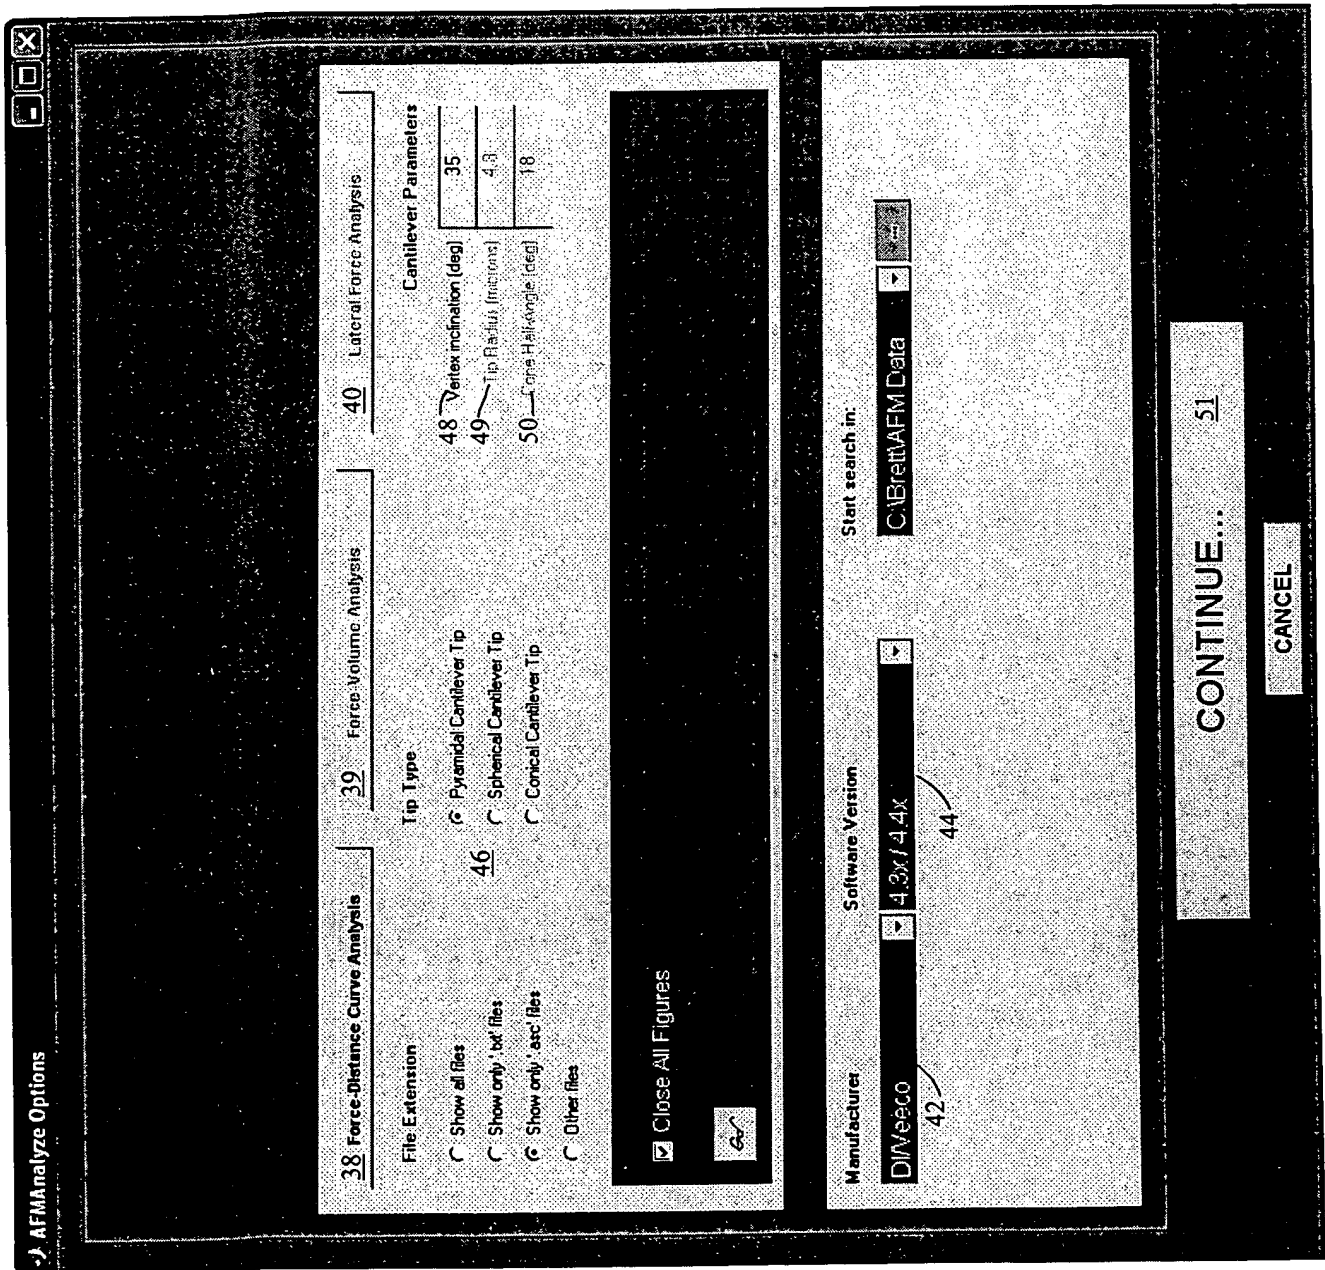 AFMAnalyze Options
38 Force-Distance Curve Analysis
39 Force-Volume Analysis
40 Lateral Force Analysis
File Extension
Show all files
Show only '.txt' files
Show only '.asc' files
Other files
Tip Type
46
Pyramidal Cantilever Tip
Spherical Cantilever Tip
Conical Cantilever Tip
Cantilever Parameters
48 Vertex inclination [deg] 35
49 Tip Radius [microns] 4.3
50 Cone Half-Angle [deg] 18
Close All Figures
Manufacturer
DI/Veeco
42
Software Version
4.3x / 4.4x
44
Start search in:
C:\Brett\AFM Data
...
CONTINUE... 51
CANCEL